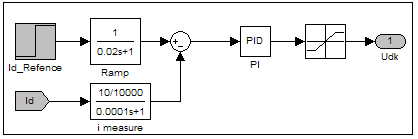 1
0.02s+1
Id_Refence
Ramp
PID
PI
1
Udk
Id
10/10000
0.0001s+1
i measure